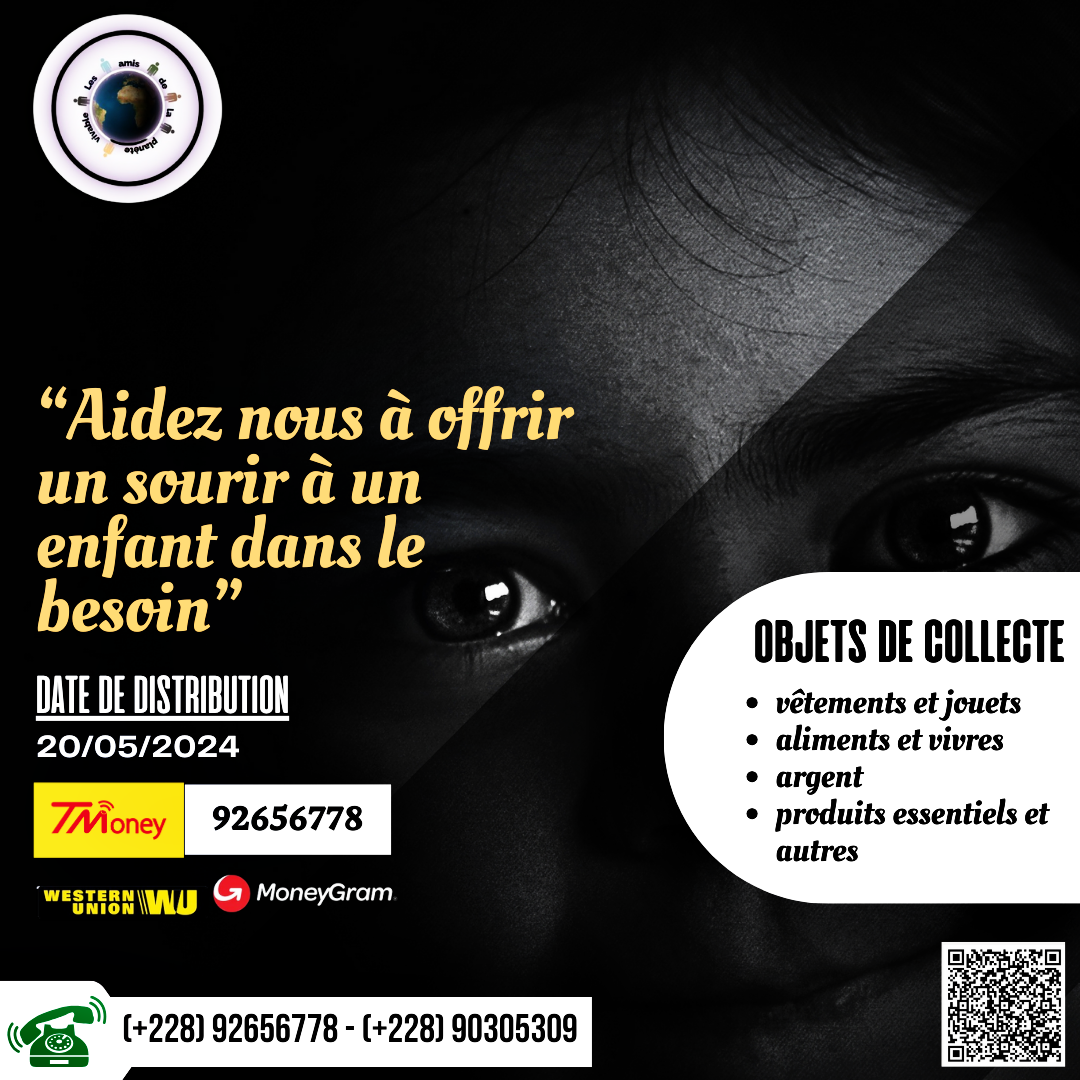 Les amis de La planète vivable
“Aidez nous à offrir
un sourir à un
enfant dans le
besoin”
DATE DE DISTRIBUTION
20/05/2024
TMoney
92656778
WESTERN
UNION WU
MoneyGram
OBJETS DE COLLECTE
• vêtements et jouets
• aliments et vivres
• argent
• produits essentiels et
autres
(+228) 92656778 - (+228) 90305309